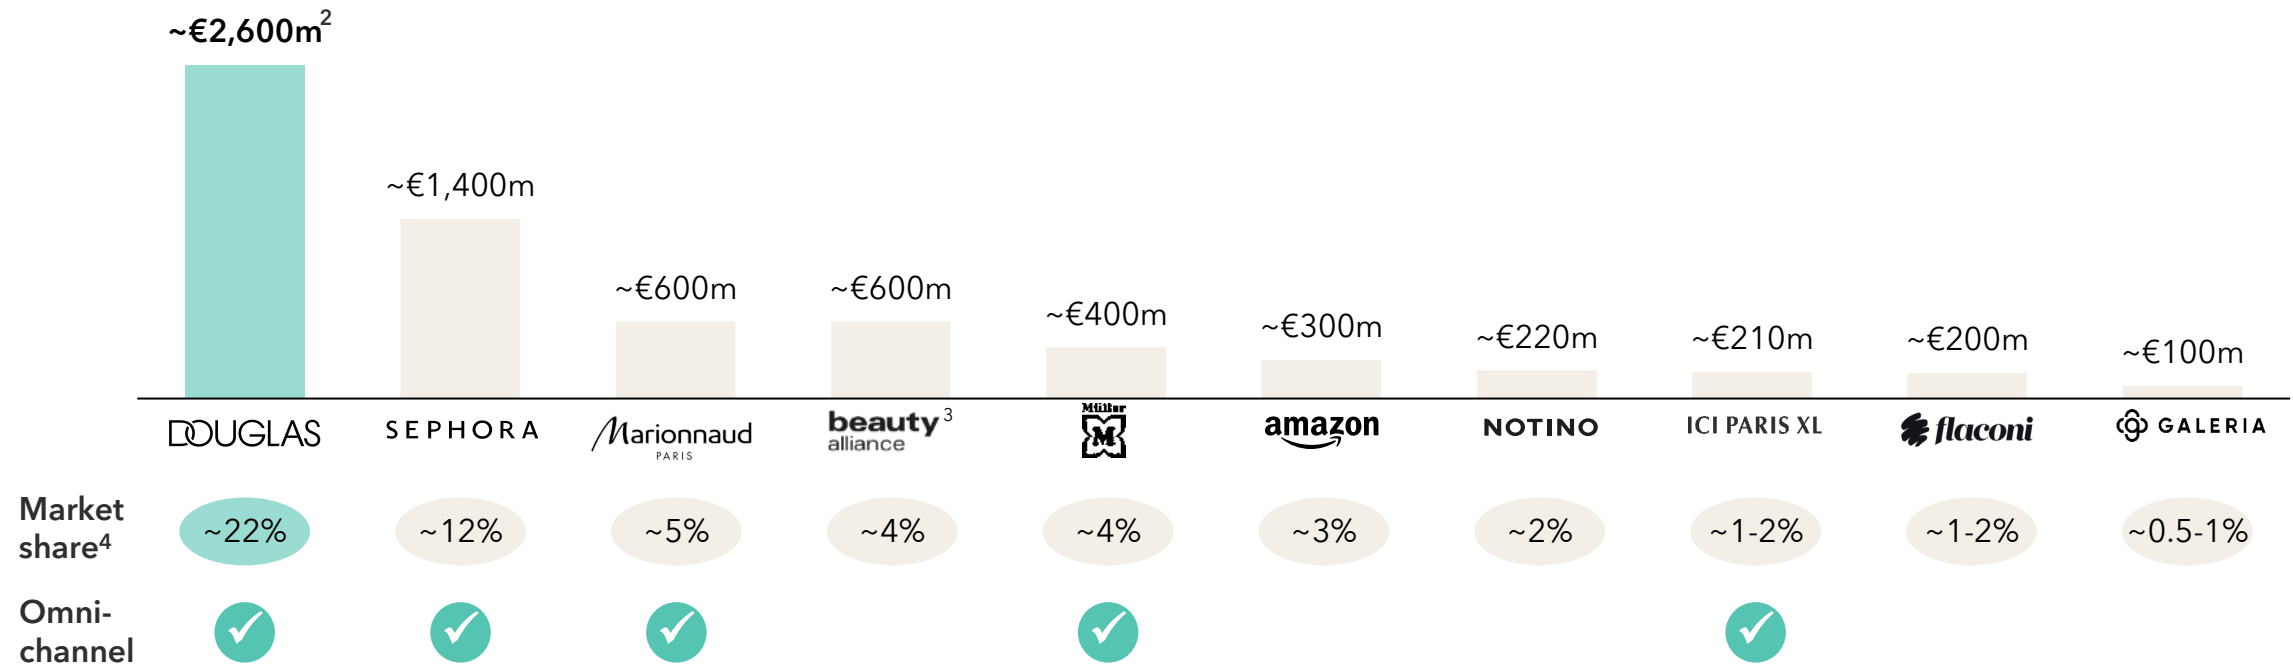 ~€2,600m²
~€1,400m
~€600m
~€600m
~€400m
~€300m
~€220m
~€210m
~€200m
~€100m
DOUGLAS
SEPHORA
Marionnaud
PARIS
beauty³
alliance
Müller
M
amazon
NOTINO
ICI PARIS XL
flaconi
GALERIA
Market
share⁴
~22%
~12%
~5%
~4%
~4%
~3%
~2%
~1-2%
~1-2%
~0.5-1%
Omni-
channel